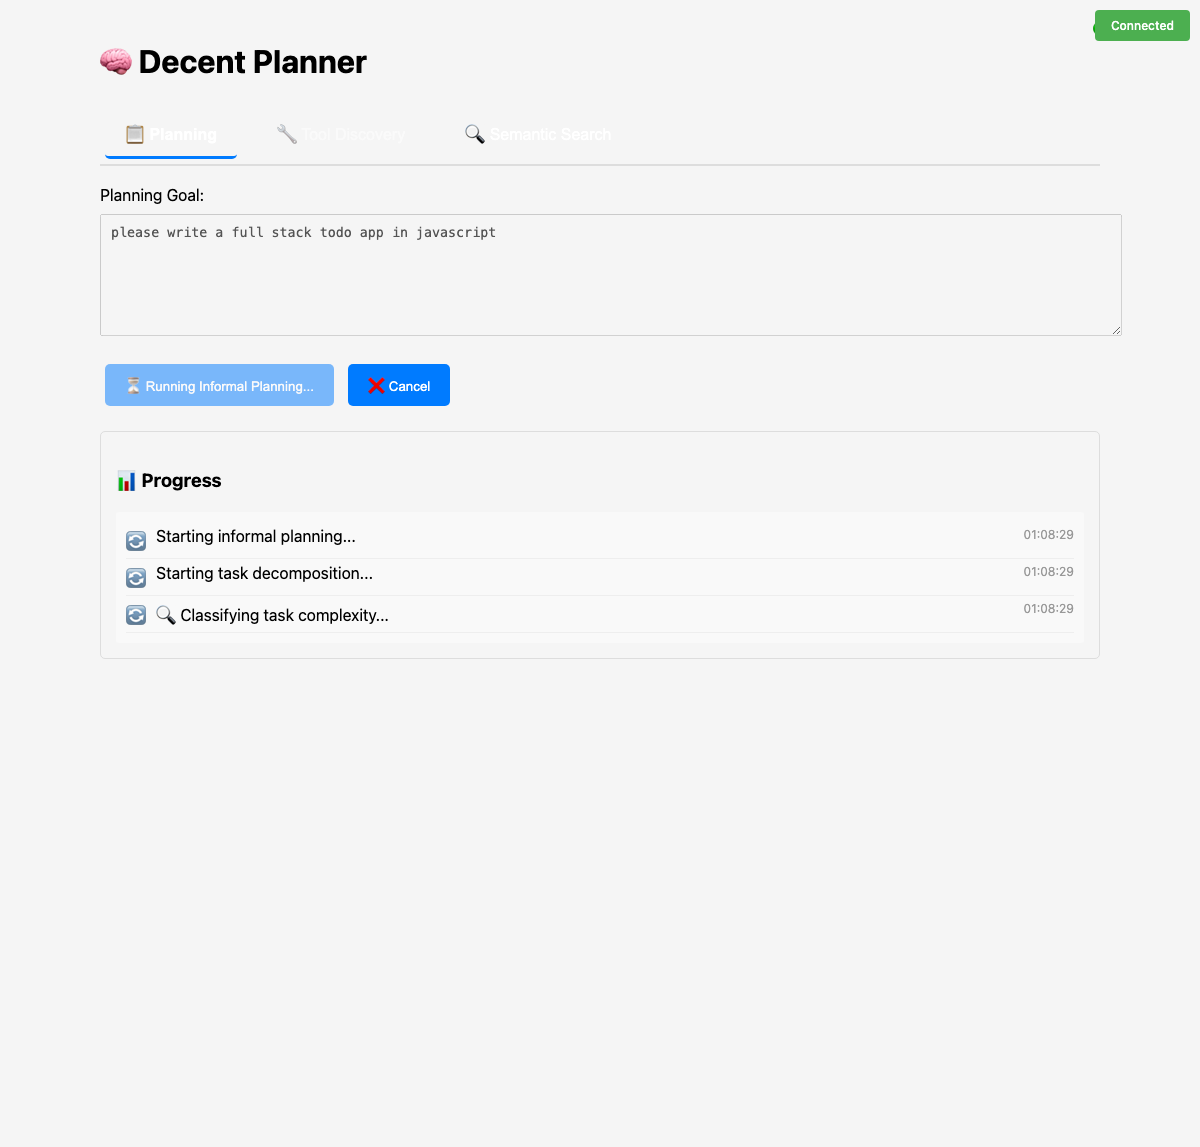 Connected
Decent Planner
Planning
Tool Discovery
Semantic Search
Planning Goal:
please write a full stack todo app in javascript
Running Informal Planning...
Cancel
Progress
Starting informal planning...
01:08:29
Starting task decomposition...
01:08:29
Classifying task complexity...
01:08:29